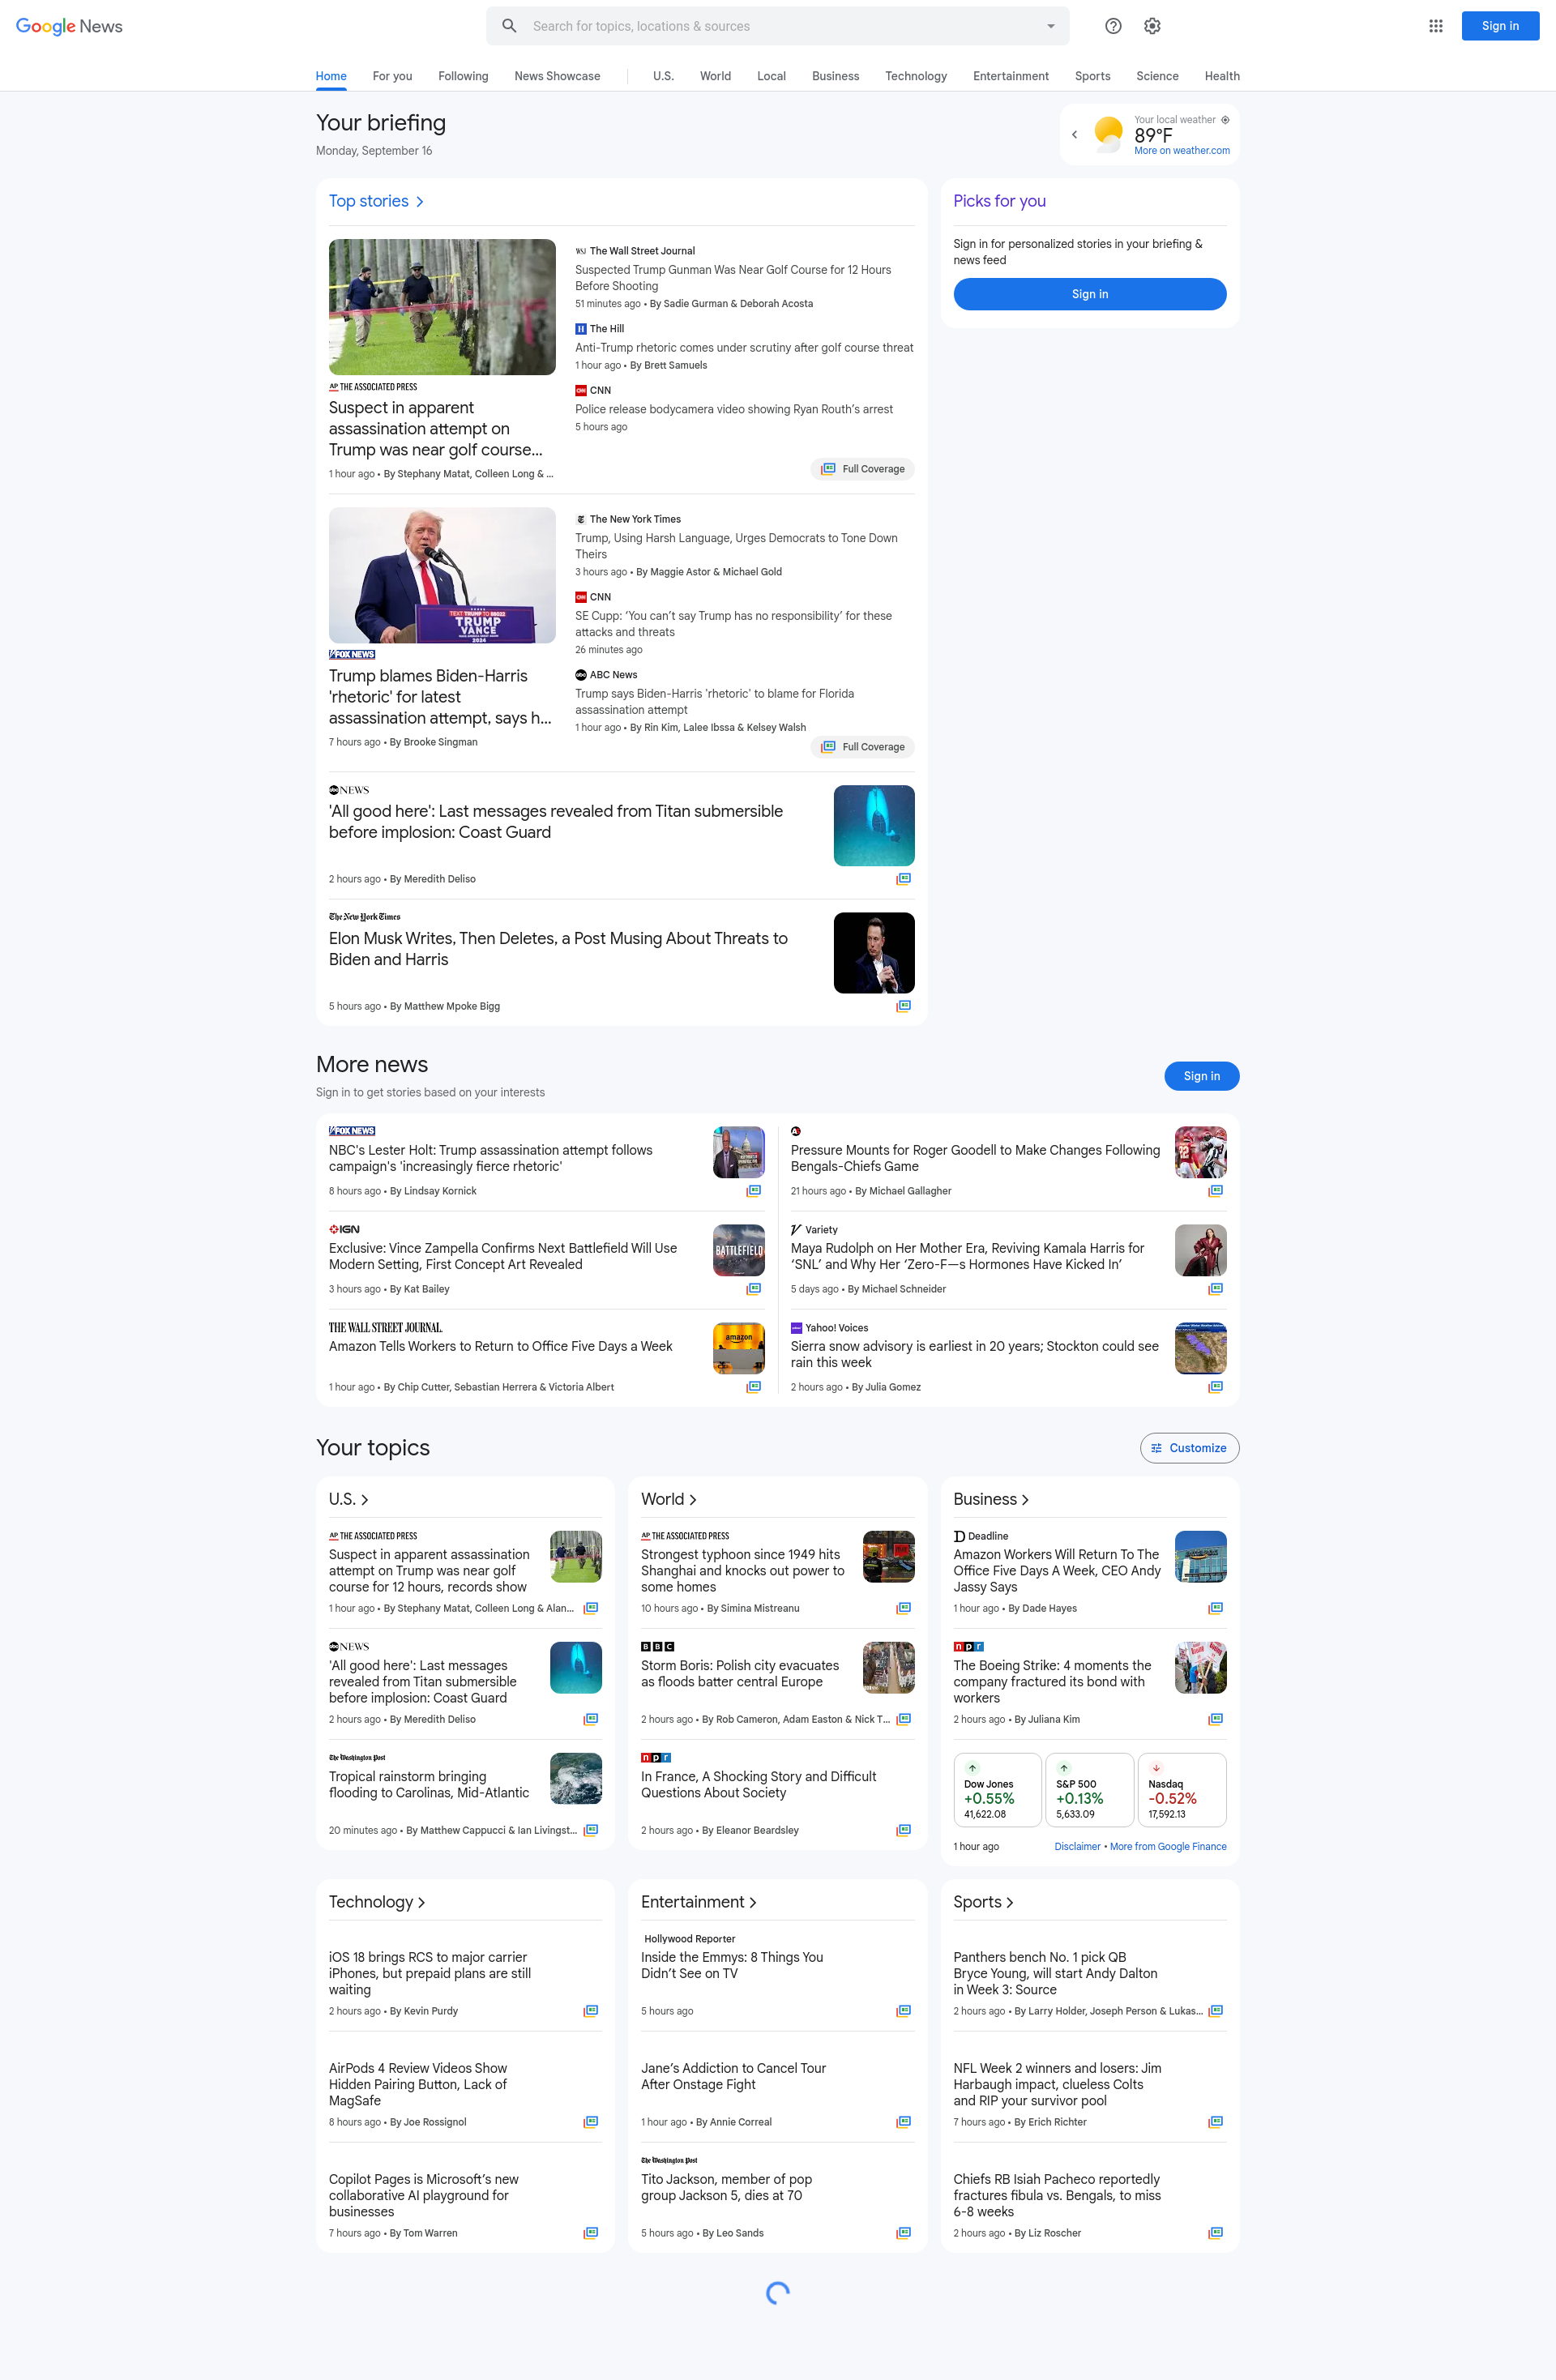 Google News
Search for topics, locations & sources
Sign in
Home
For you
Following
News Showcase
U.S.
World
Local
Business
Technology
Entertainment
Sports
Science
Health
Your briefing
Monday, September 16
Your local weather
89°F
More on weather.com
Top stories
THE ASSOCIATED PRESS
Suspect in apparent
assassination attempt on
Trump was near golf course...
1 hour ago • By Stephany Matat, Colleen Long & ...
The Wall Street Journal
Suspected Trump Gunman Was Near Golf Course for 12 Hours
Before Shooting
51 minutes ago • By Sadie Gurman & Deborah Acosta
The Hill
Anti-Trump rhetoric comes under scrutiny after golf course threat
1 hour ago • By Brett Samuels
CNN
Police release bodycamera video showing Ryan Routh’s arrest
5 hours ago
Full Coverage
TEXT TRUMP TO 88022
TRUMP
VANCE
2024
FOX NEWS
Trump blames Biden-Harris
'rhetoric' for latest
assassination attempt, says h...
7 hours ago • By Brooke Singman
The New York Times
Trump, Using Harsh Language, Urges Democrats to Tone Down
Theirs
3 hours ago • By Maggie Astor & Michael Gold
CNN
SE Cupp: ‘You can’t say Trump has no responsibility’ for these
attacks and threats
26 minutes ago
ABC News
Trump says Biden-Harris 'rhetoric' to blame for Florida
assassination attempt
1 hour ago • By Rin Kim, Lalee Ibssa & Kelsey Walsh
Full Coverage
abc NEWS
'All good here': Last messages revealed from Titan submersible
before implosion: Coast Guard
2 hours ago • By Meredith Deliso
The New York Times
Elon Musk Writes, Then Deletes, a Post Musing About Threats to
Biden and Harris
5 hours ago • By Matthew Mpoke Bigg
Picks for you
Sign in for personalized stories in your briefing &
news feed
Sign in
More news
Sign in to get stories based on your interests
Sign in
FOX NEWS
NBC's Lester Holt: Trump assassination attempt follows
campaign's 'increasingly fierce rhetoric'
8 hours ago • By Lindsay Kornick
IGN
Exclusive: Vince Zampella Confirms Next Battlefield Will Use
Modern Setting, First Concept Art Revealed
BATTLEFIELD
3 hours ago • By Kat Bailey
THE WALL STREET JOURNAL.
Amazon Tells Workers to Return to Office Five Days a Week
amazon
1 hour ago • By Chip Cutter, Sebastian Herrera & Victoria Albert
Pressure Mounts for Roger Goodell to Make Changes Following
Bengals-Chiefs Game
21 hours ago • By Michael Gallagher
Variety
Maya Rudolph on Her Mother Era, Reviving Kamala Harris for
‘SNL’ and Why Her ‘Zero-F—s Hormones Have Kicked In’
5 days ago • By Michael Schneider
Yahoo! Voices
Sierra snow advisory is earliest in 20 years; Stockton could see
rain this week
2 hours ago • By Julia Gomez
Your topics
Customize
U.S.
THE ASSOCIATED PRESS
Suspect in apparent assassination
attempt on Trump was near golf
course for 12 hours, records show
1 hour ago • By Stephany Matat, Colleen Long & Alan...
abc NEWS
'All good here': Last messages
revealed from Titan submersible
before implosion: Coast Guard
2 hours ago • By Meredith Deliso
The Washington Post
Tropical rainstorm bringing
flooding to Carolinas, Mid-Atlantic
20 minutes ago • By Matthew Cappucci & Ian Livingst...
World
THE ASSOCIATED PRESS
Strongest typhoon since 1949 hits
Shanghai and knocks out power to
some homes
10 hours ago • By Simina Mistreanu
BBC
Storm Boris: Polish city evacuates
as floods batter central Europe
2 hours ago • By Rob Cameron, Adam Easton & Nick T...
npr
In France, A Shocking Story and Difficult
Questions About Society
2 hours ago • By Eleanor Beardsley
Business
Deadline
Amazon Workers Will Return To The
Office Five Days A Week, CEO Andy
Jassy Says
1 hour ago • By Dade Hayes
npr
The Boeing Strike: 4 moments the
company fractured its bond with
workers
2 hours ago • By Juliana Kim
Dow Jones
+0.55%
41,622.08
S&P 500
+0.13%
5,633.09
Nasdaq
-0.52%
17,592.13
1 hour ago
Disclaimer • More from Google Finance
Technology
iOS 18 brings RCS to major carrier
iPhones, but prepaid plans are still
waiting
2 hours ago • By Kevin Purdy
AirPods 4 Review Videos Show
Hidden Pairing Button, Lack of
MagSafe
8 hours ago • By Joe Rossignol
Copilot Pages is Microsoft’s new
collaborative AI playground for
businesses
7 hours ago • By Tom Warren
Entertainment
Hollywood Reporter
Inside the Emmys: 8 Things You
Didn’t See on TV
5 hours ago
Jane’s Addiction to Cancel Tour
After Onstage Fight
1 hour ago • By Annie Correal
The Washington Post
Tito Jackson, member of pop
group Jackson 5, dies at 70
5 hours ago • By Leo Sands
Sports
Panthers bench No. 1 pick QB
Bryce Young, will start Andy Dalton
in Week 3: Source
2 hours ago • By Larry Holder, Joseph Person & Lukas...
NFL Week 2 winners and losers: Jim
Harbaugh impact, clueless Colts
and RIP your survivor pool
7 hours ago • By Erich Richter
Chiefs RB Isiah Pacheco reportedly
fractures fibula vs. Bengals, to miss
6-8 weeks
2 hours ago • By Liz Roscher